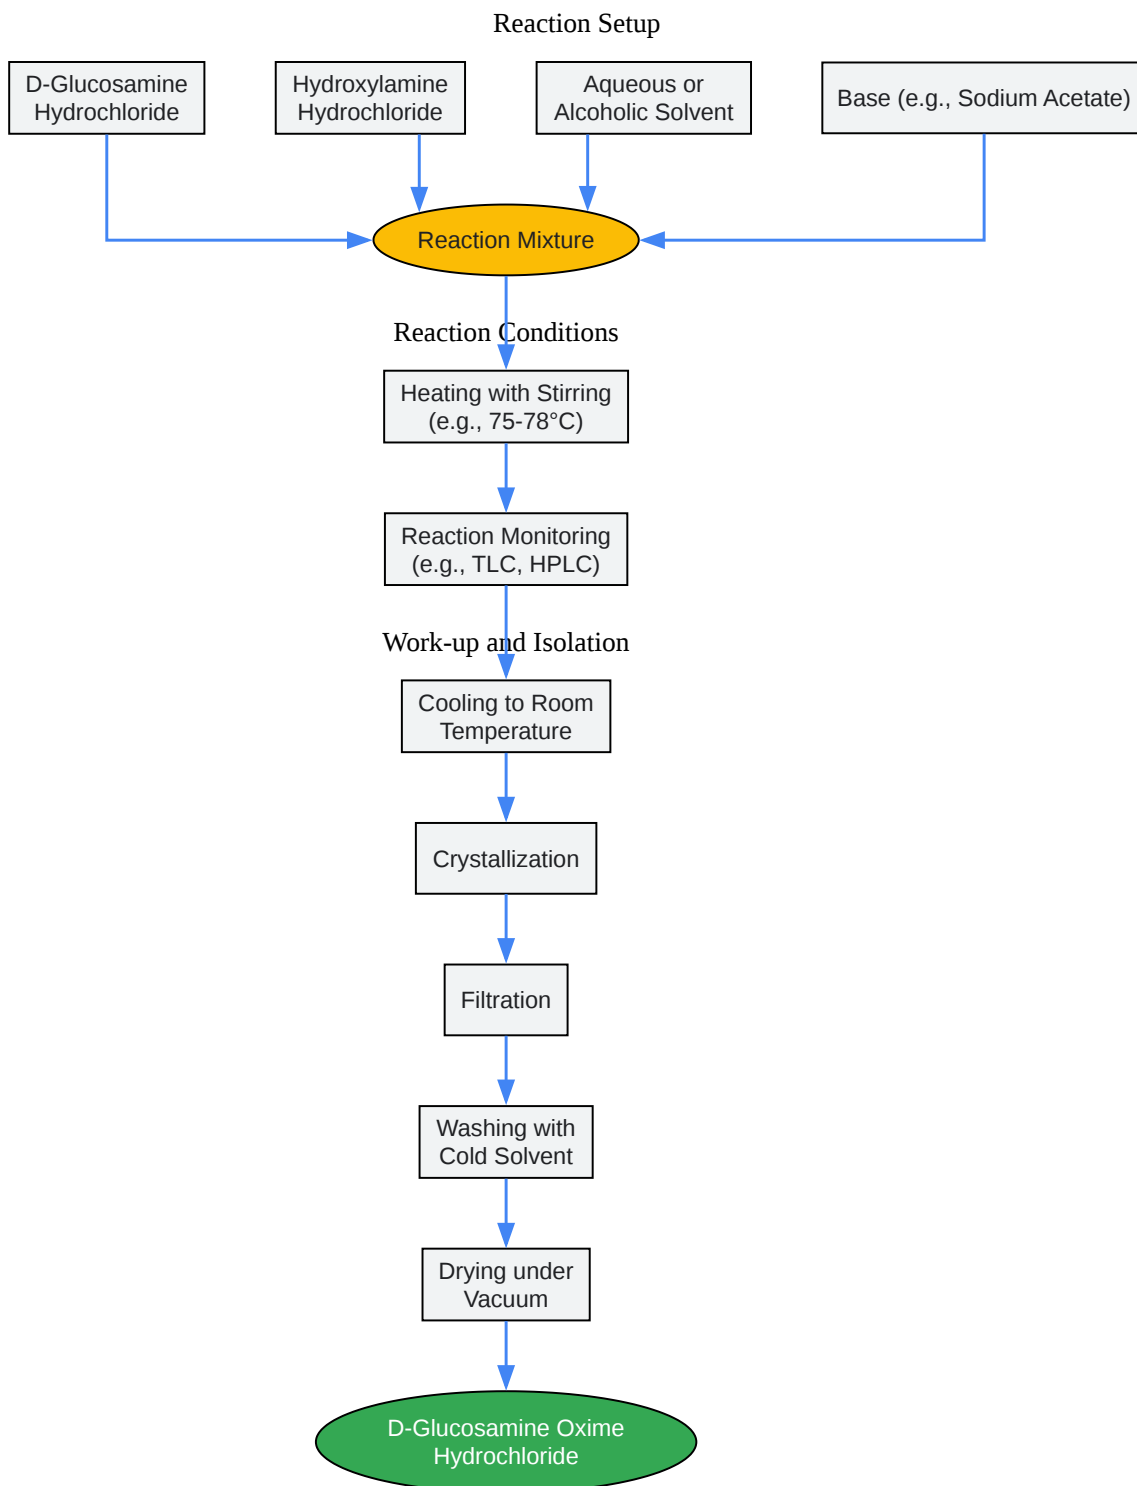 Reaction Setup
D-Glucosamine
Hydrochloride
Hydroxylamine
Hydrochloride
Aqueous or
Alcoholic Solvent
Base (e.g., Sodium Acetate)
Reaction Mixture
Reaction Conditions
Heating with Stirring
(e.g., 75-78°C)
Reaction Monitoring
(e.g., TLC, HPLC)
Work-up and Isolation
Cooling to Room
Temperature
Crystallization
Filtration
Washing with
Cold Solvent
Drying under
Vacuum
D-Glucosamine Oxime
Hydrochloride